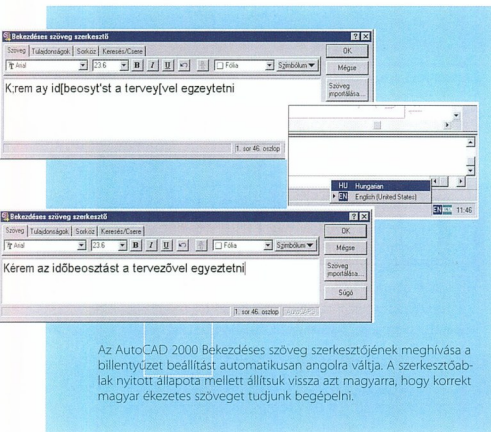 Bekezdéses szöveg szerkesztő
Szöveg Tulajdonságok Sorköz Keresés/Csere
OK
Arial 23.6 B I U Fólia Szimbólum
Mégse
K;rem ay id[beosyt'st a tervey[vel egzeytetni
Szöveg importálása...
1. sor 46. oszlop
HU Hungarian
EN English (United States)
EN 11:46
Bekezdéses szöveg szerkesztő
Szöveg Tulajdonságok Sorköz Keresés/Csere
OK
Arial 23.6 B I U Fólia Szimbólum
Mégse
Kérem az időbeosztást a tervezővel egyeztetni
Szöveg importálása...
Súgó
1. sor 46. oszlop AutoCAPS
Az AutoCAD 2000 Bekezdéses szöveg szerkesztőjének meghívása a
billentyűzet beállítást automatikusan angolra váltja. A szerkesztőab-
lak nyitott állapota mellett állítsuk vissza azt magyarra, hogy korrekt
magyar ékezetes szöveget tudjunk begépelni.